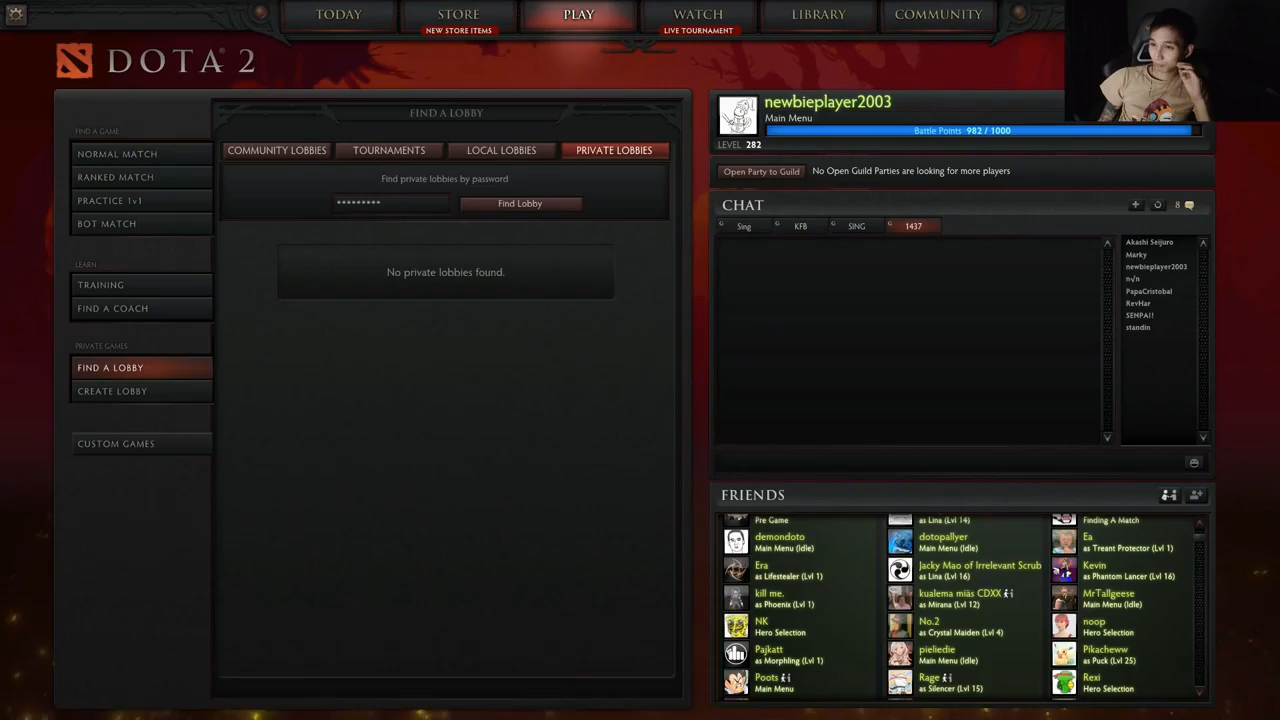 TODAY
STORE
NEW STORE ITEMS
PLAY
WATCH
LIVE TOURNAMENT
LIBRARY
COMMUNITY
DOTA 2
FIND A GAME
NORMAL MATCH
RANKED MATCH
PRACTICE 1v1
BOT MATCH
LEARN
TRAINING
FIND A COACH
PRIVATE GAMES
FIND A LOBBY
CREATE LOBBY
CUSTOM GAMES
FIND A LOBBY
COMMUNITY LOBBIES
TOURNAMENTS
LOCAL LOBBIES
PRIVATE LOBBIES
Find private lobbies by password
*********
Find Lobby
No private lobbies found.
newbieplayer2003
Main Menu
Battle Points 982 / 1000
LEVEL 282
Open Party to Guild
No Open Guild Parties are looking for more players
CHAT
8
G Sing
G KFB
G SING
G 1437
Akashi Seijuro
Marky
newbieplayer2003
n√n
PapaCristobal
RevHar
SENPAI!
standin
FRIENDS
Pre Game
as Lina (Lvl 14)
Finding A Match
demondoto
Main Menu (Idle)
dotopallyer
Main Menu (Idle)
Ea
as Treant Protector (Lvl 1)
Era
as Lifestealer (Lvl 1)
Jacky Mao of Irrelevant Scrub
as Lina (Lvl 16)
Kevin
as Phantom Lancer (Lvl 16)
kill me.
as Phoenix (Lvl 1)
kualema miàs CDXX
as Mirana (Lvl 12)
MrTallgeese
Main Menu (Idle)
NK
Hero Selection
No.2
as Crystal Maiden (Lvl 4)
noop
Hero Selection
Pajkatt
as Morphling (Lvl 1)
pieliedie
Main Menu (Idle)
Pikacheww
as Puck (Lvl 25)
Poots
Main Menu
Rage
as Silencer (Lvl 15)
Rexi
Hero Selection